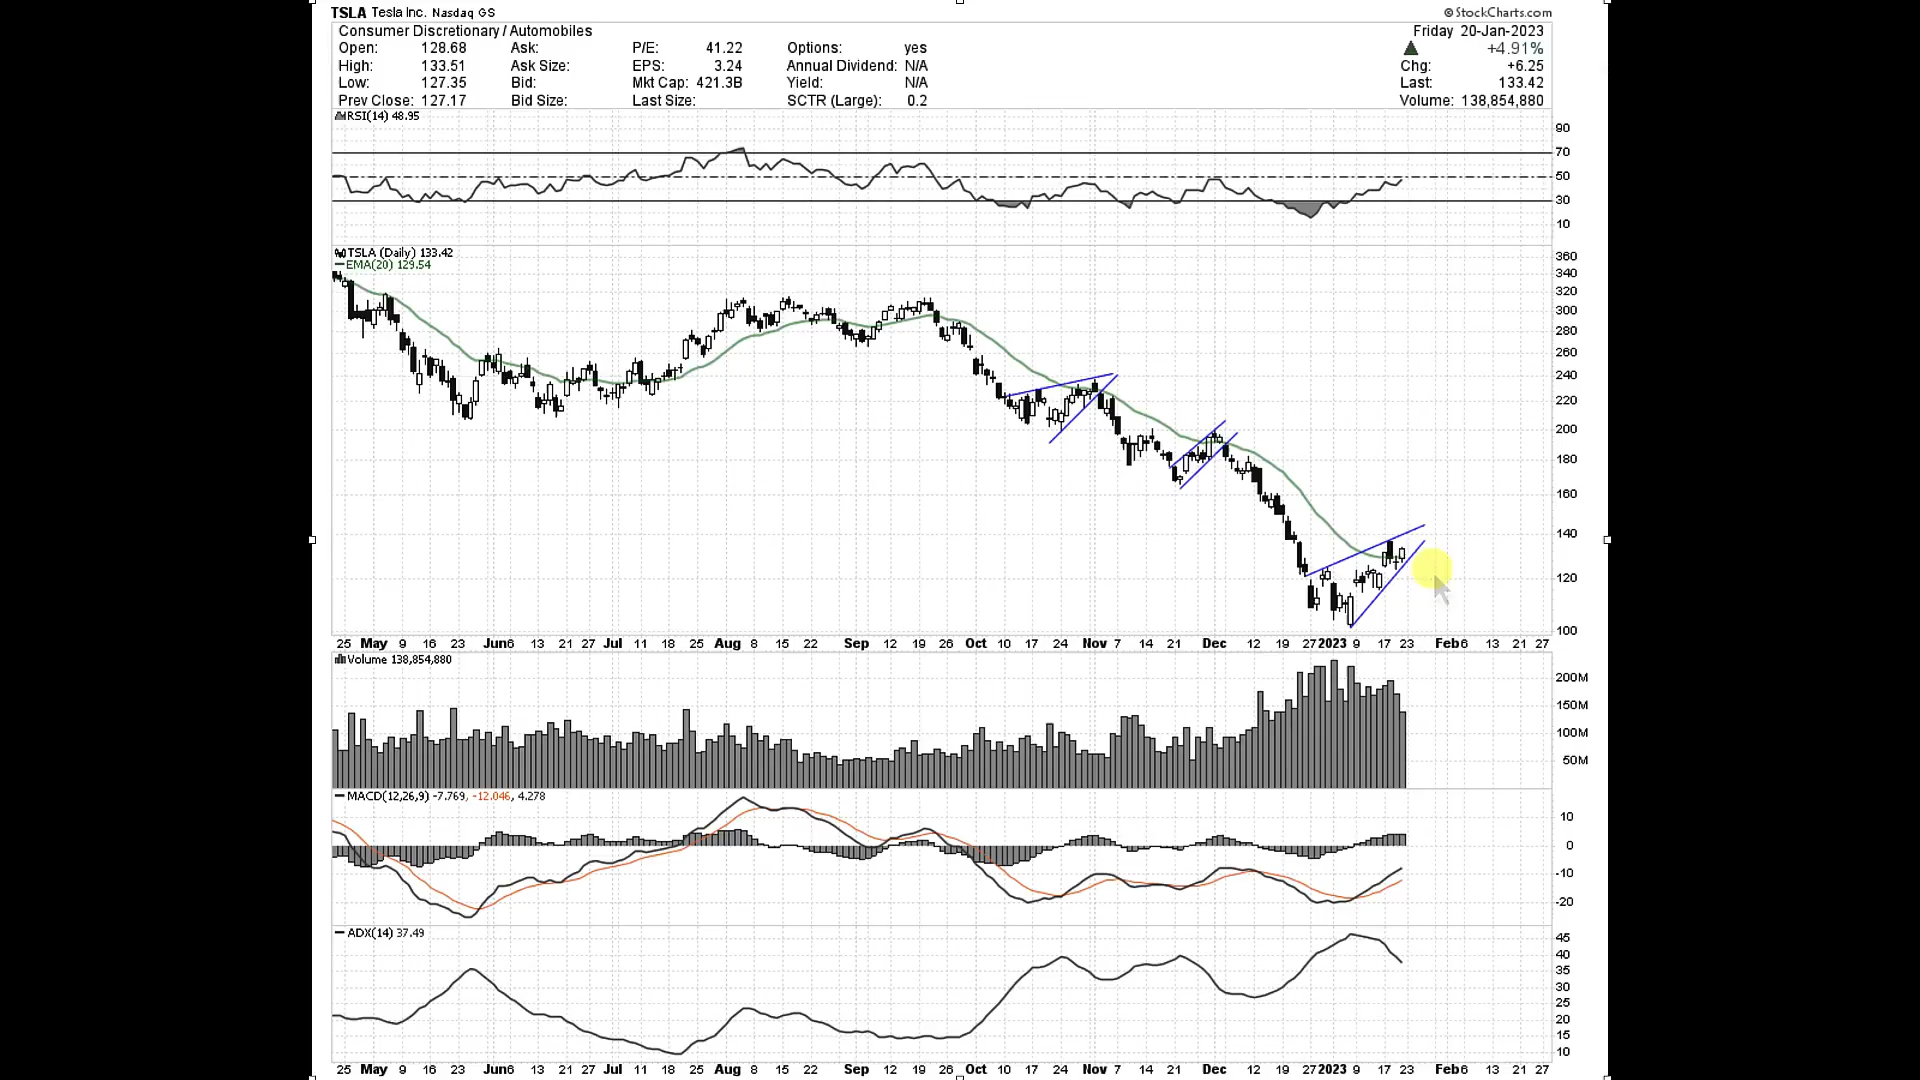 TSLA Tesla Inc. Nasdaq GS © StockCharts.com
Consumer Discretionary / Automobiles Friday 20-Jan-2023
Open: 128.68 Ask: P/E: 41.22 Options: yes +4.91%
High: 133.51 Ask Size: EPS: 3.24 Annual Dividend: N/A Chg: +6.25
Low: 127.35 Bid: Mkt Cap: 421.3B Yield: N/A Last: 133.42
Prev Close: 127.17 Bid Size: Last Size: SCTR (Large): 0.2 Volume: 138,854,880
RSI(14) 48.95
90
70
50
30
10
TSLA (Daily) 133.42
EMA(20) 129.54
360
340
320
300
280
260
240
220
200
180
160
140
120
100
25 May 9 16 23 Jun6 13 21 27 Jul 11 18 25 Aug 8 15 22 Sep 12 19 26 Oct 10 17 24 Nov 7 14 21 Dec 12 19 27 2023 9 17 23 Feb6 13 21 27
Volume 138,854,880
200M
150M
100M
50M
MACD(12,26,9) -7.769, -12.046, 4.278
10
0
-10
-20
ADX(14) 37.49
45
40
35
30
25
20
15
10
25 May 9 16 23 Jun6 13 21 27 Jul 11 18 25 Aug 8 15 22 Sep 12 19 26 Oct 10 17 24 Nov 7 14 21 Dec 12 19 27 2023 9 17 23 Feb6 13 21 27